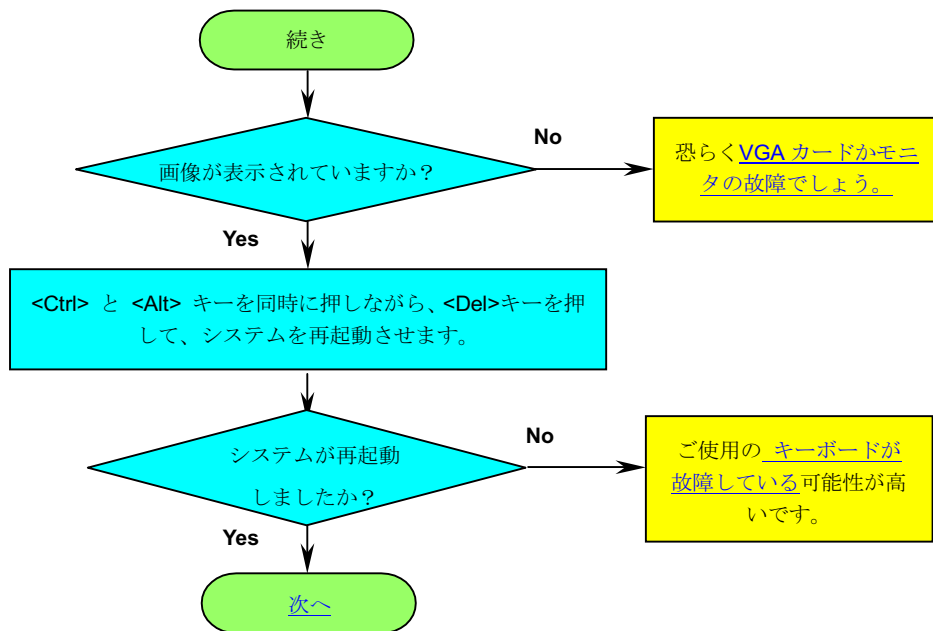 続き
No
画像が表示されていますか？
恐らくVGA カードかモニ
タの故障でしょう。
Yes
<Ctrl> と <Alt> キーを同時に押しながら、<Del>キーを押
して、システムを再起動させます。
No
システムが再起動
しましたか？
ご使用の キーボードが
故障している可能性が高
いです。
Yes
次へ